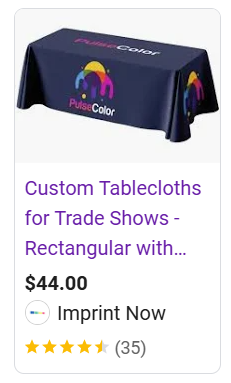 PulseColor
PulseColor
Custom Tablecloths
for Trade Shows -
Rectangular with...
$44.00
Imprint Now
(35)